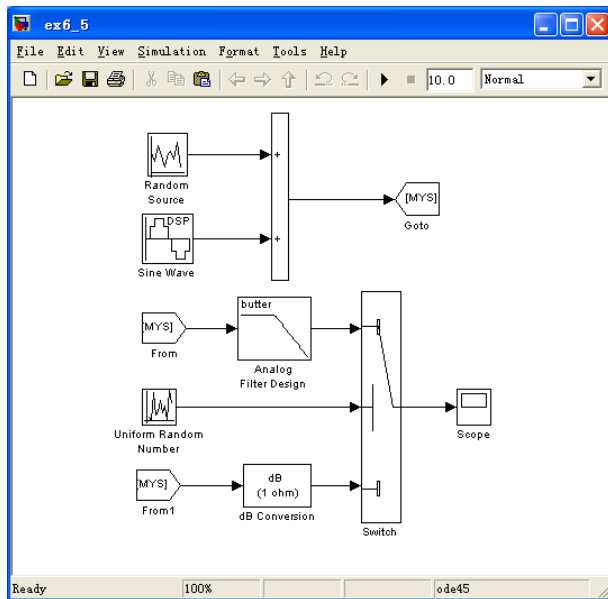 ex6_5
File Edit View Simulation Format Tools Help
10.0 Normal
Random
Source
+
[MYS]
Goto
DSP
+
Sine Wave
[MYS]
From
butter
Analog
Filter Design
Uniform Random
Number
Scope
[MYS]
From1
dB
(1 ohm)
dB Conversion
Switch
Ready 100% ode45